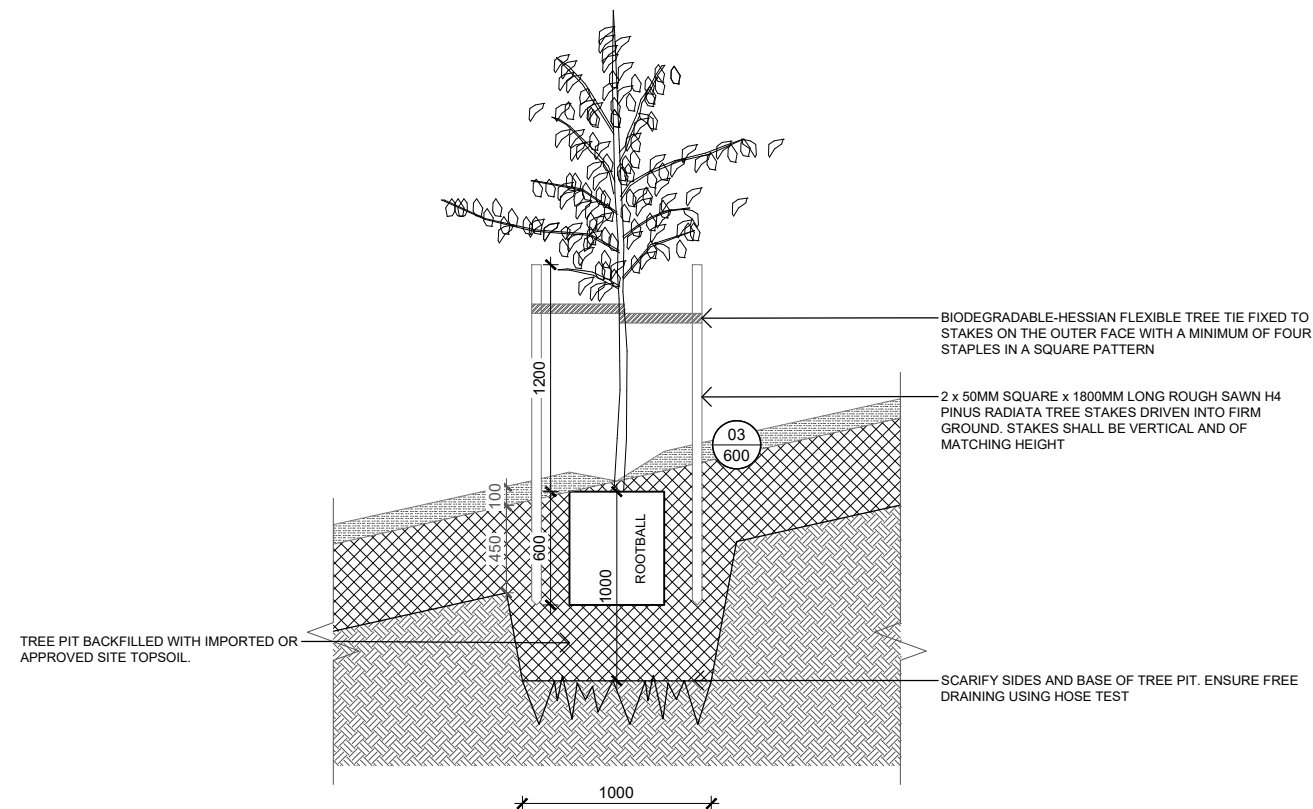 BIODEGRADABLE-HESSIAN FLEXIBLE TREE TIE FIXED TO
STAKES ON THE OUTER FACE WITH A MINIMUM OF FOUR
STAPLES IN A SQUARE PATTERN
1200
2 x 50MM SQUARE x 1800MM LONG ROUGH SAWN H4
PINUS RADIATA TREE STAKES DRIVEN INTO FIRM
GROUND. STAKES SHALL BE VERTICAL AND OF
MATCHING HEIGHT
03
600
100
450
600
1000
ROOTBALL
TREE PIT BACKFILLED WITH IMPORTED OR
APPROVED SITE TOPSOIL.
SCARIFY SIDES AND BASE OF TREE PIT. ENSURE FREE
DRAINING USING HOSE TEST
1000